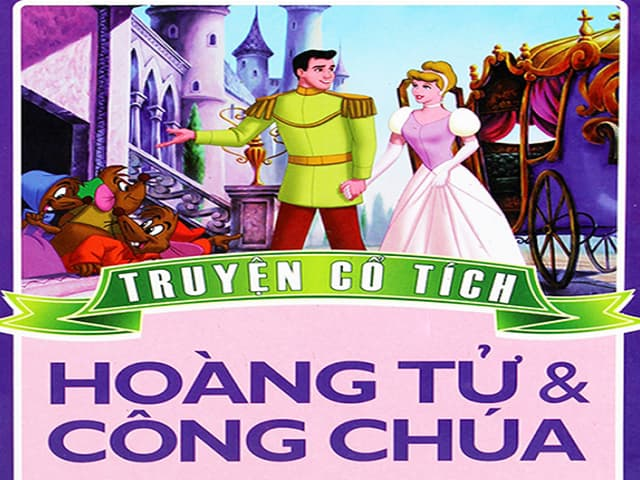 TRUYỆN CỔ TÍCH
HOÀNG TỬ &
CÔNG CHÚA